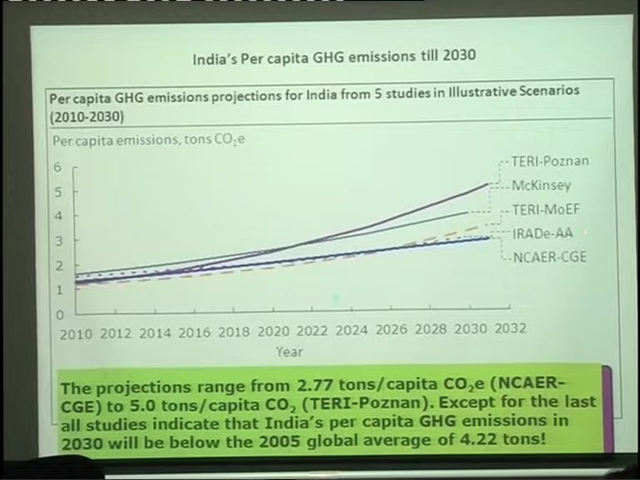 India's Per capita GHG emissions till 2030
Per capita GHG emissions projections for India from 5 studies in Illustrative Scenarios
(2010-2030)
Per capita emissions, tons CO₂e
6
5
4
3
2
1
0
TERI-Poznan
McKinsey
TERI-MoEF
IRADe-AA
NCAER-CGE
2010 2012 2014 2016 2018 2020 2022 2024 2026 2028 2030 2032
Year
The projections range from 2.77 tons/capita CO₂e (NCAER-
CGE) to 5.0 tons/capita CO₂ (TERI-Poznan). Except for the last
all studies indicate that India's per capita GHG emissions in
2030 will be below the 2005 global average of 4.22 tons!